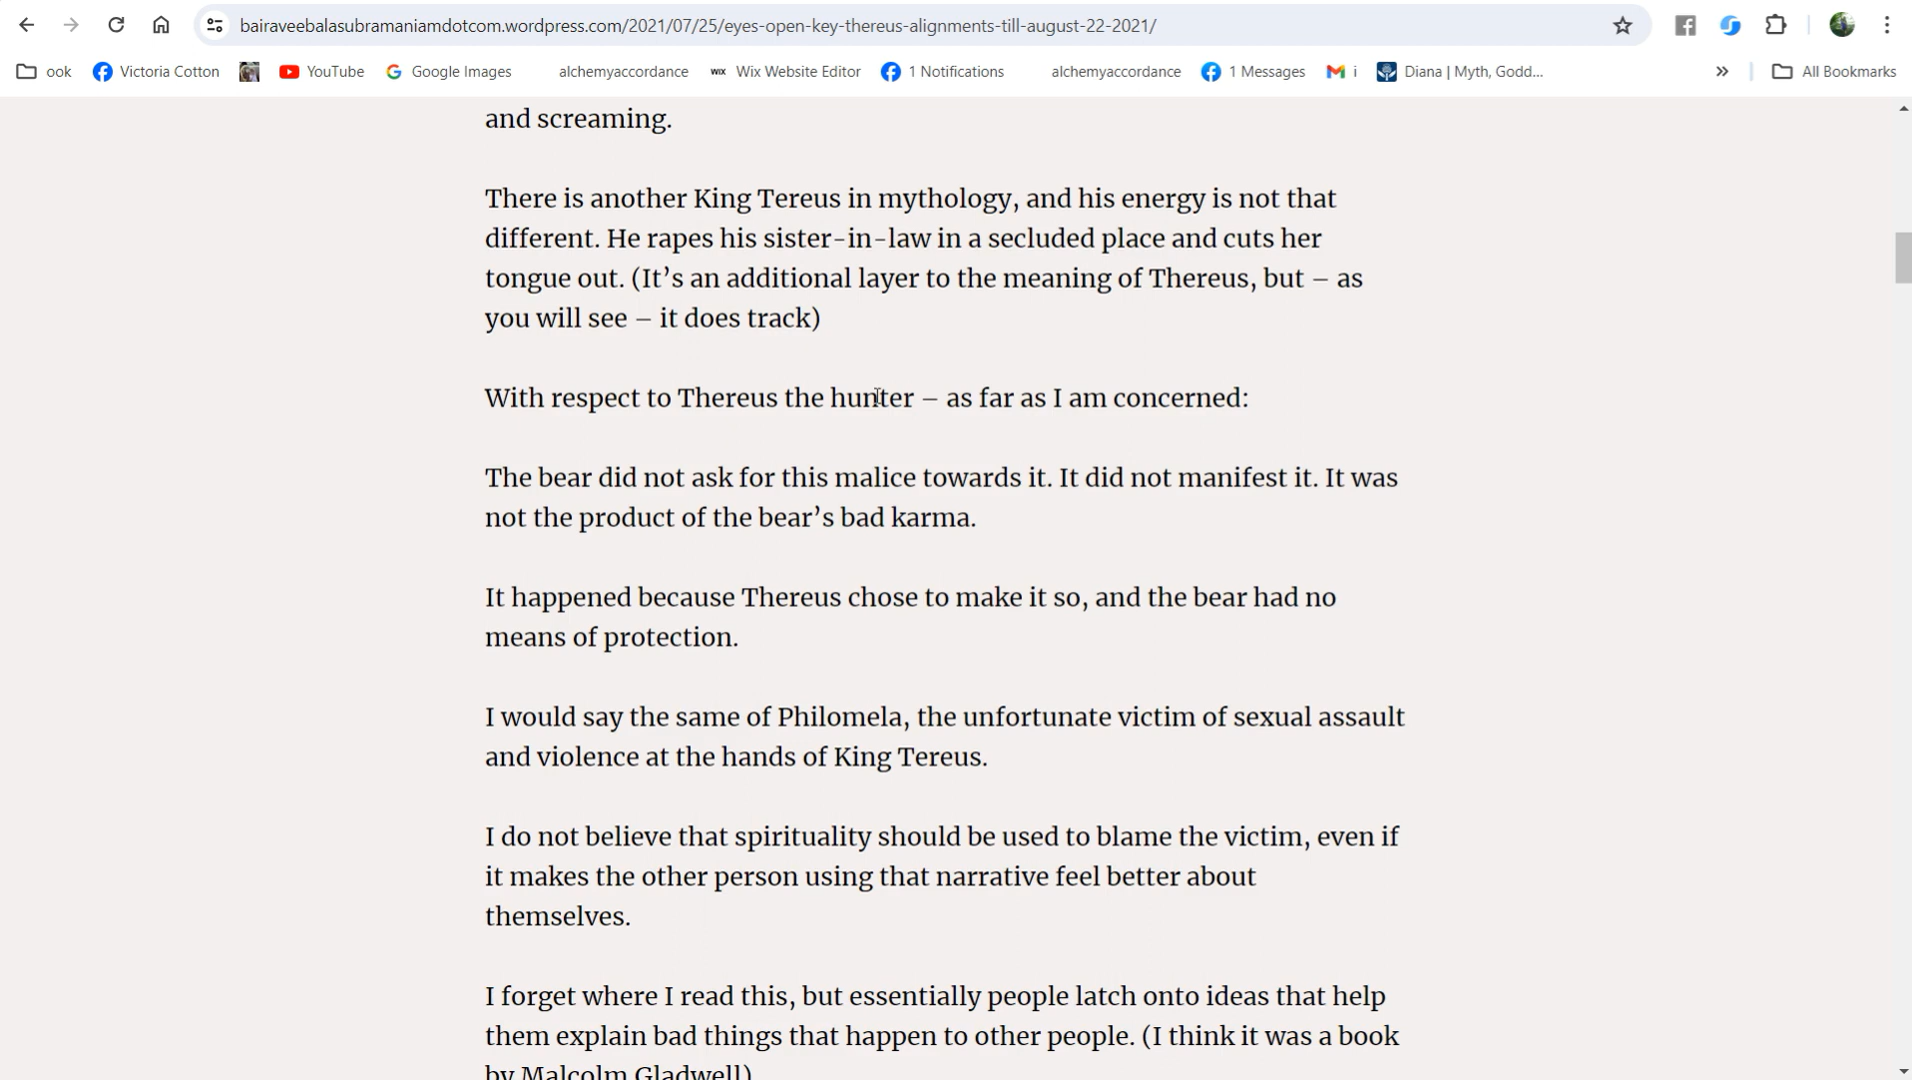 bairaveebalasubramaniamdotcom.wordpress.com/2021/07/25/eyes-open-key-thereus-alignments-till-august-22-2021/
ook Victoria Cotton YouTube Google Images alchemyaccordance WIX Wix Website Editor 1 Notifications alchemyaccordance 1 Messages i Diana | Myth, Godd... » All Bookmarks
and screaming.
There is another King Tereus in mythology, and his energy is not that
different. He rapes his sister-in-law in a secluded place and cuts her
tongue out. (It’s an additional layer to the meaning of Thereus, but – as
you will see – it does track)
With respect to Thereus the hunter – as far as I am concerned:
The bear did not ask for this malice towards it. It did not manifest it. It was
not the product of the bear’s bad karma.
It happened because Thereus chose to make it so, and the bear had no
means of protection.
I would say the same of Philomela, the unfortunate victim of sexual assault
and violence at the hands of King Tereus.
I do not believe that spirituality should be used to blame the victim, even if
it makes the other person using that narrative feel better about
themselves.
I forget where I read this, but essentially people latch onto ideas that help
them explain bad things that happen to other people. (I think it was a book
by Malcolm Gladwell)